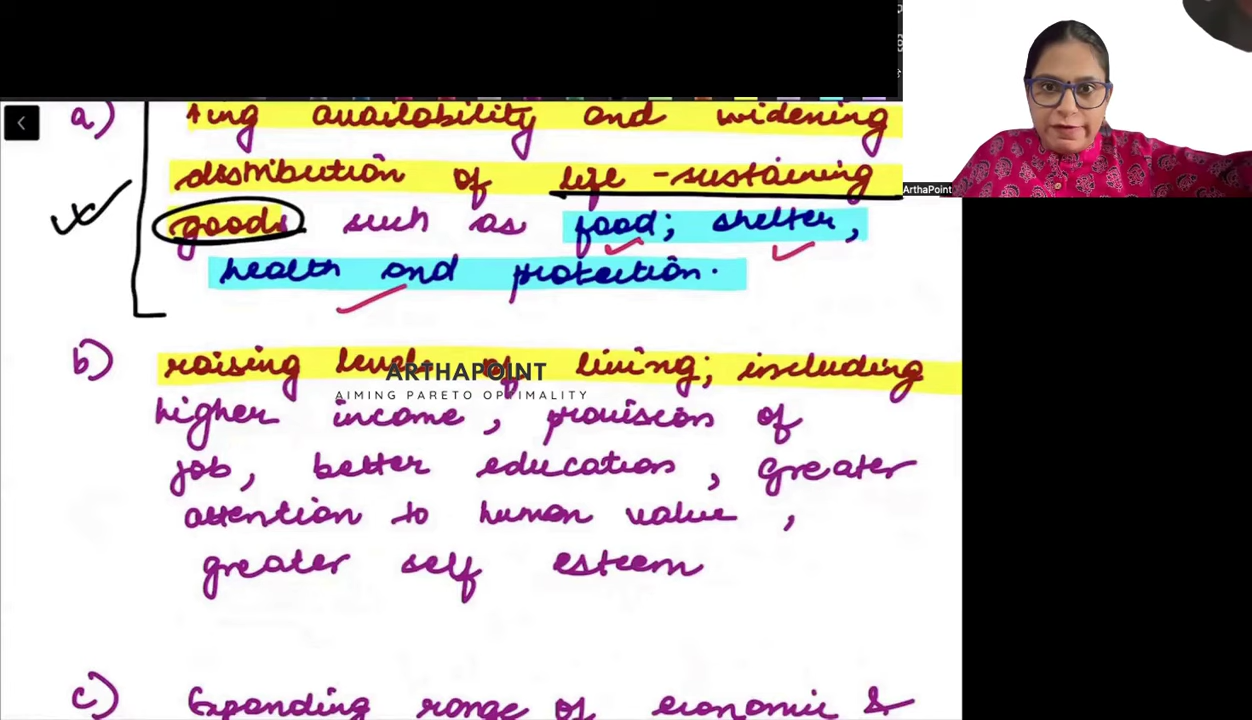 a) ing availability and widening
distribution of life-sustaining
goods such as food; shelter,
health and protection.
b) raising level of living; including
higher income, provision of
job, better education, greater
attention to human value,
greater self esteem
c) Expanding range of economic &
ARTHAPOINT
AIMING PARETO OPTIMALITY
ArthaPoint